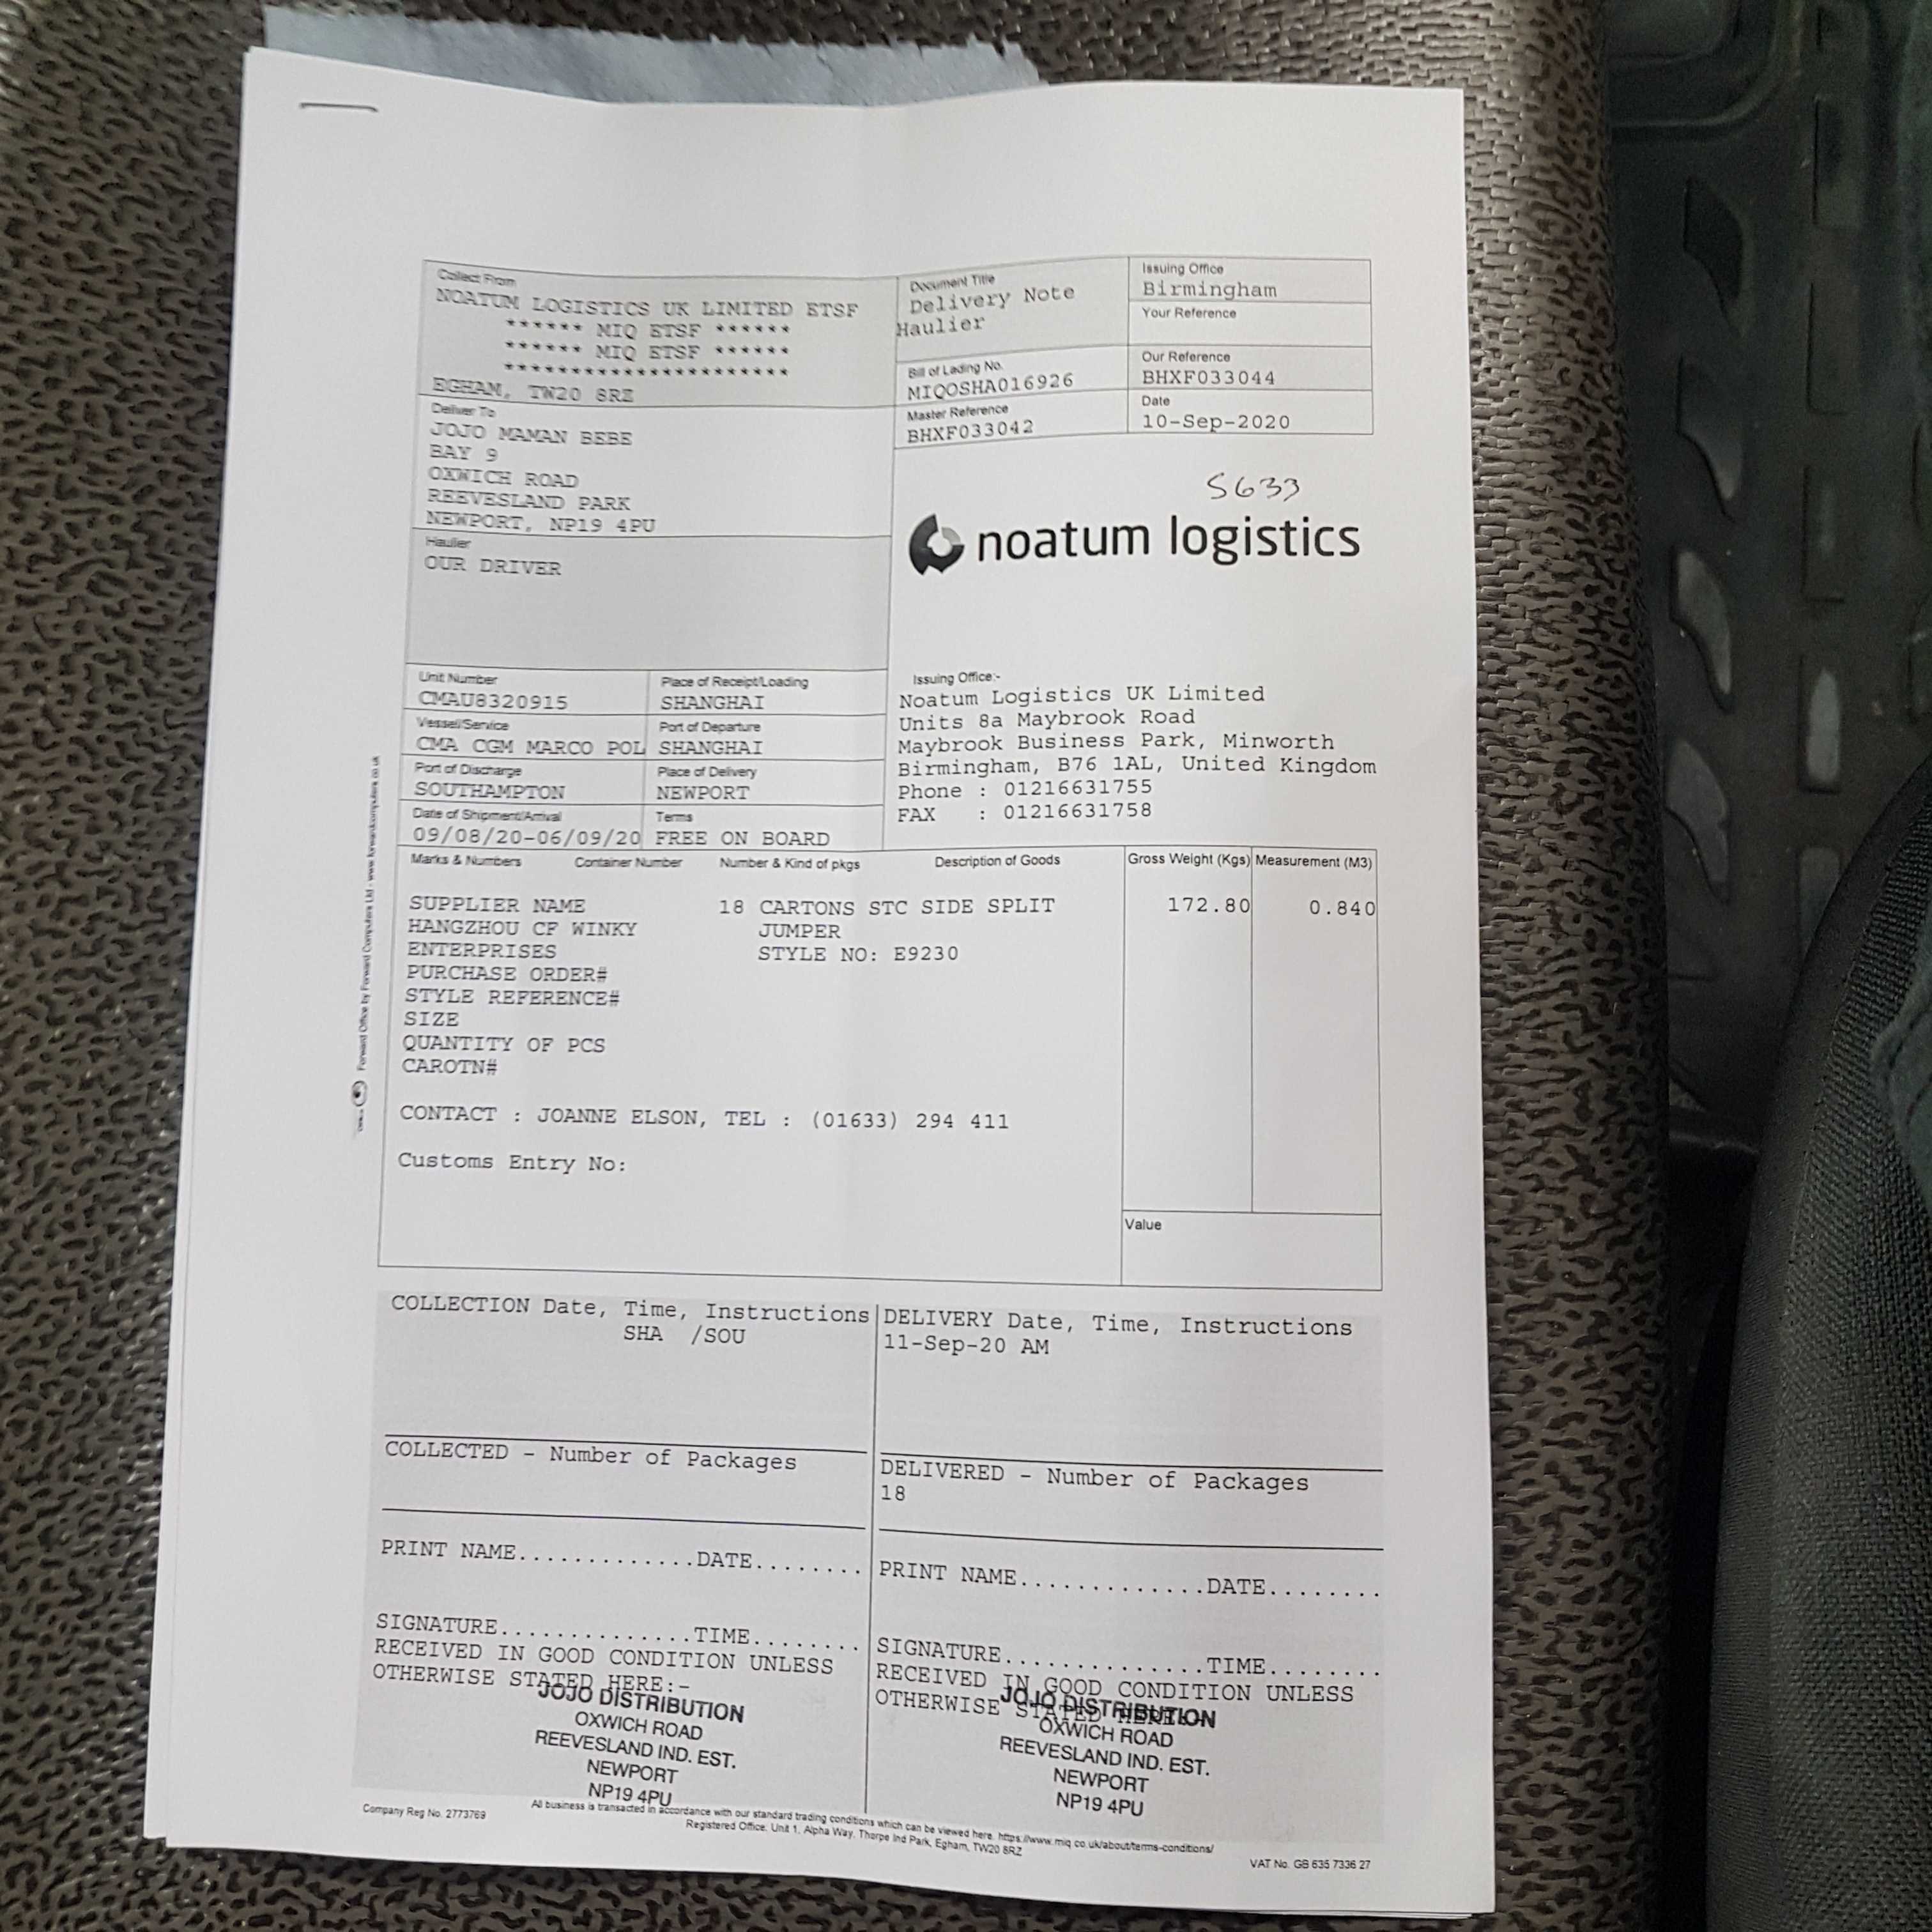 Collect From
NOATUM LOGISTICS UK LIMITED ETSF
****** MIQ ETSF ******
****** MIQ ETSF ******
**********************
EGHAM, TW20 8RZ
Document Title
Delivery Note
Haulier
Issuing Office
Birmingham
Your Reference
Bill of Lading No.
MIQOSHA016926
Our Reference
BHXF033044
Master Reference
BHXF033042
Date
10-Sep-2020
Deliver To
JOJO MAMAN BEBE
BAY 9
OXWICH ROAD
REEVESLAND PARK
NEWPORT, NP19 4PU
Haulier
OUR DRIVER
S633
noatum logistics
Unit Number
CMAU8320915
Place of Receipt/Loading
SHANGHAI
Vessel/Service
CMA CGM MARCO POL
Port of Departure
SHANGHAI
Port of Discharge
SOUTHAMPTON
Place of Delivery
NEWPORT
Date of Shipment/Arrival
09/08/20-06/09/20
Terms
FREE ON BOARD
Issuing Office:-
Noatum Logistics UK Limited
Units 8a Maybrook Road
Maybrook Business Park, Minworth
Birmingham, B76 1AL, United Kingdom
Phone : 01216631755
FAX : 01216631758
Marks & Numbers Container Number Number & Kind of pkgs Description of Goods Gross Weight (Kgs) Measurement (M3)
SUPPLIER NAME 18 CARTONS STC SIDE SPLIT 172.80 0.840
HANGZHOU CF WINKY JUMPER
ENTERPRISES STYLE NO: E9230
PURCHASE ORDER#
STYLE REFERENCE#
SIZE
QUANTITY OF PCS
CAROTN#
CONTACT : JOANNE ELSON, TEL : (01633) 294 411
Customs Entry No:
Value
Forward Office by Forward Computers Ltd - www.forwardcomputers.co.uk
COLLECTION Date, Time, Instructions
SHA /SOU
COLLECTED - Number of Packages
PRINT NAME.............DATE........
SIGNATURE..............TIME........
RECEIVED IN GOOD CONDITION UNLESS
OTHERWISE STATED HERE:-
JOJO DISTRIBUTION
OXWICH ROAD
REEVESLAND IND. EST.
NEWPORT
NP19 4PU
DELIVERY Date, Time, Instructions
11-Sep-20 AM
DELIVERED - Number of Packages
18
PRINT NAME.............DATE........
SIGNATURE..............TIME........
RECEIVED IN GOOD CONDITION UNLESS
OTHERWISE STATED HERE:-
JOJO DISTRIBUTION
OXWICH ROAD
REEVESLAND IND. EST.
NEWPORT
NP19 4PU
Company Reg No. 2773769
All business is transacted in accordance with our standard trading conditions which can be viewed here. https://www.miq.co.uk/about/terms-conditions/
Registered Office: Unit 1, Alpha Way, Thorpe Ind Park, Egham, TW20 8RZ
VAT No. GB 635 7336 27